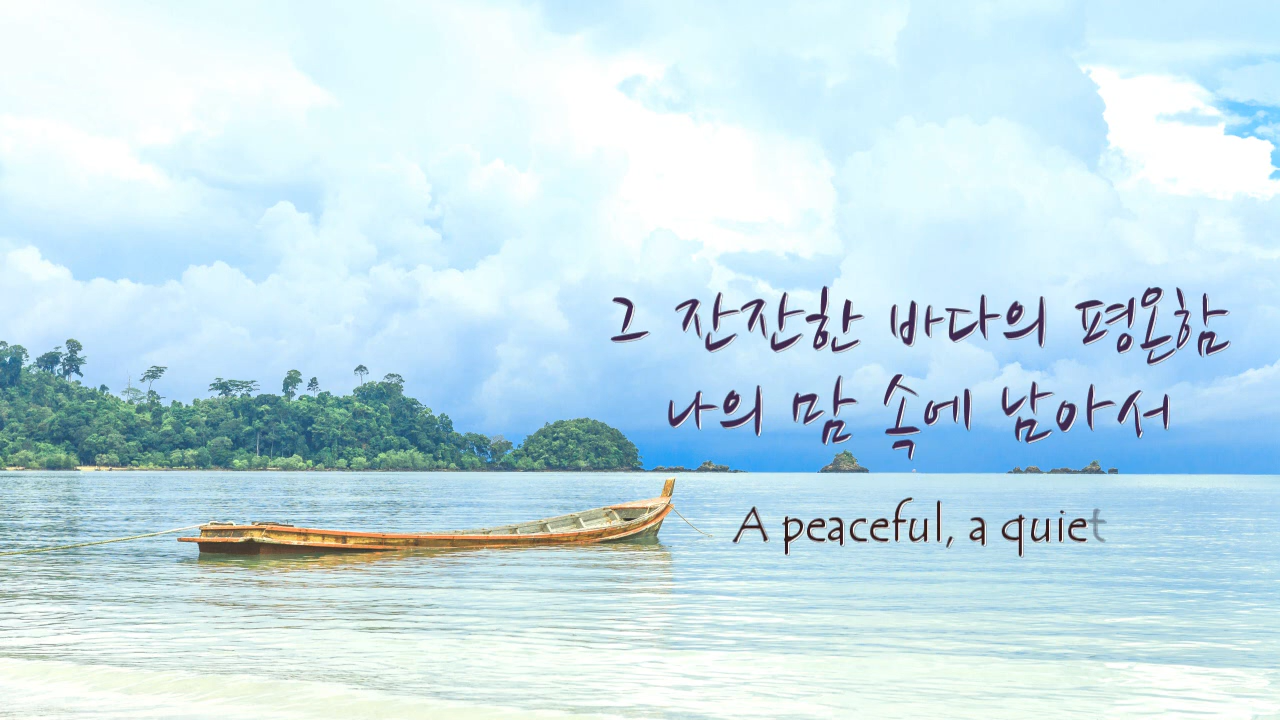 그 잔잔한 바다의 평온함
나의 맘 속에 남아서
A peaceful, a quiet